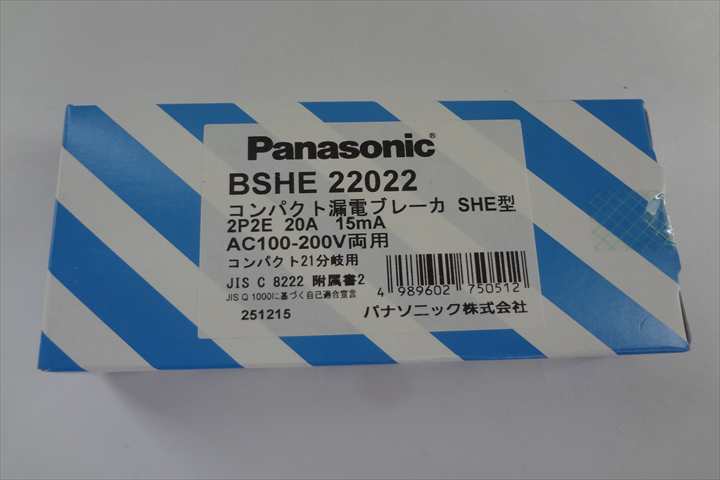 Panasonic®
BSHE 22022
コンパクト漏電ブレーカ SHE型
2P2E 20A 15mA
AC100-200V両用
コンパクト21分岐用
JIS C 8222 附属書2
JIS Q 1000に基づく自己適合宣言
4 989602 750512
251215
パナソニック株式会社